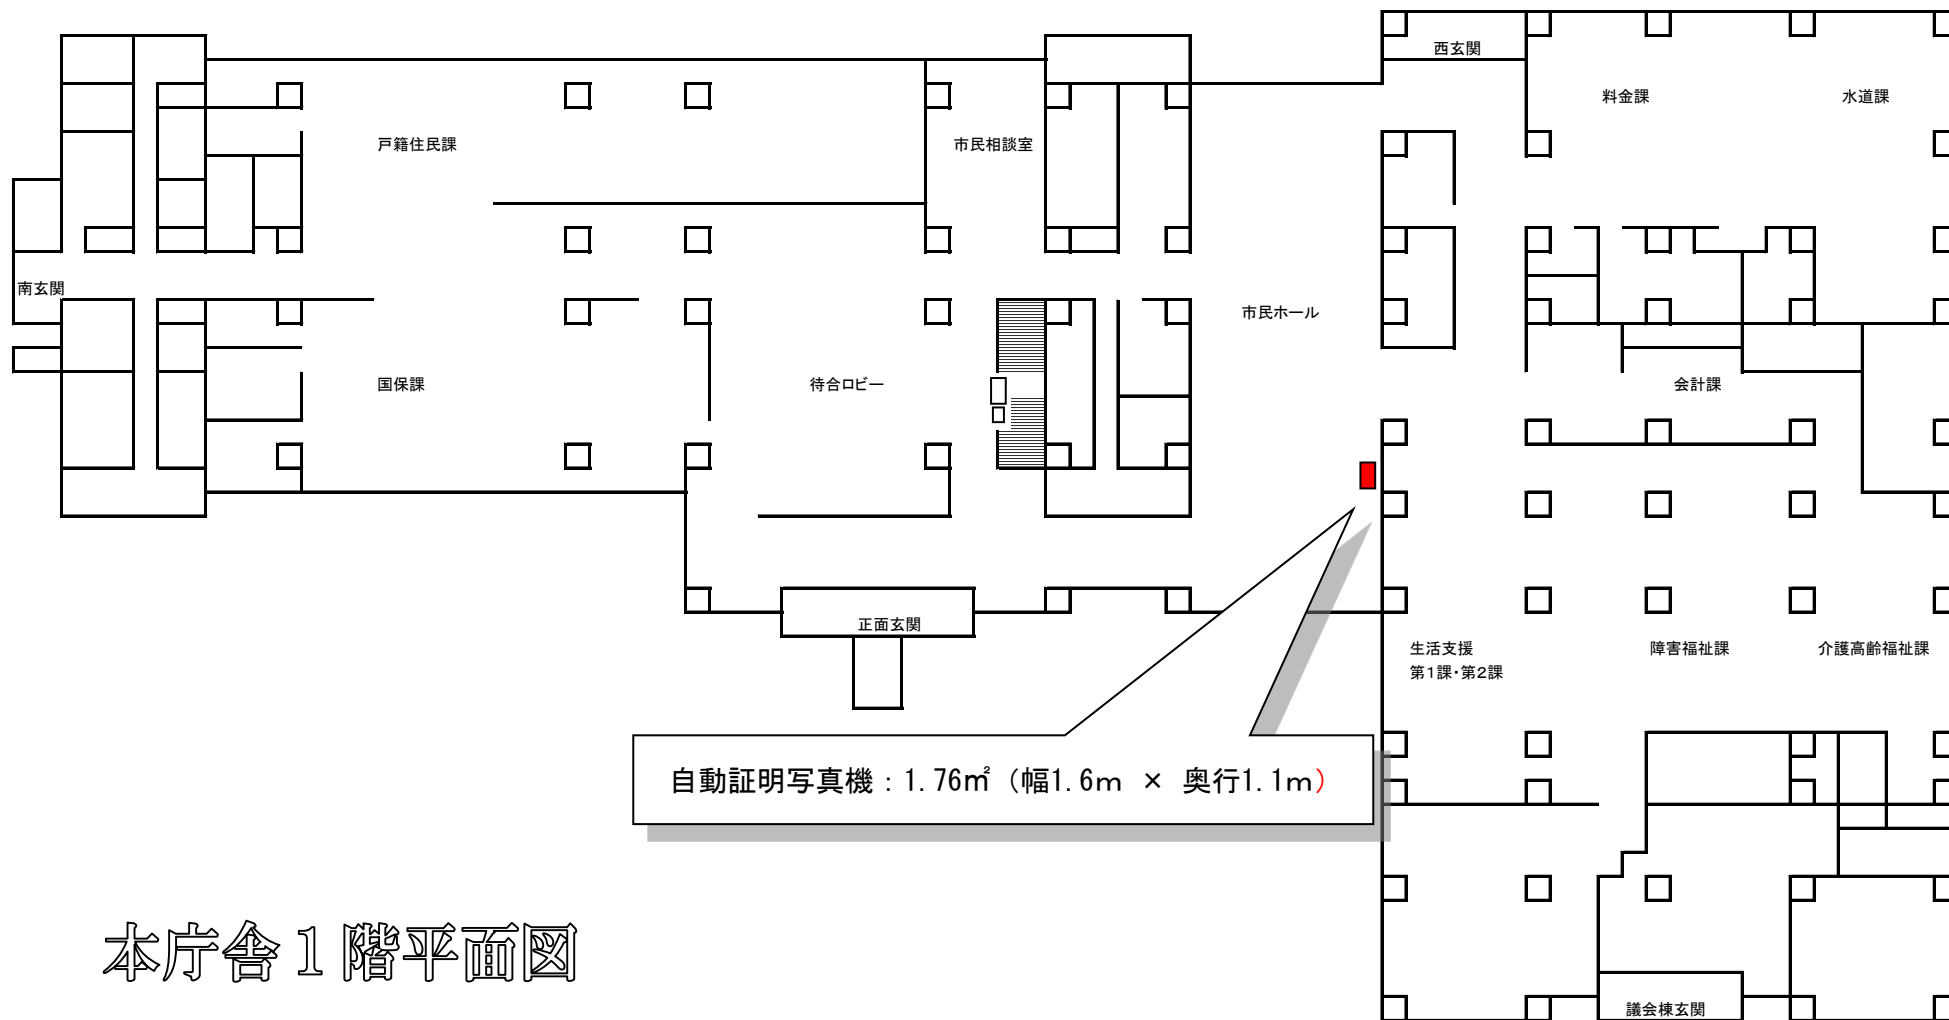 西玄関
料金課
水道課
戸籍住民課
市民相談室
南玄関
市民ホール
国保課
待合ロビー
会計課
正面玄関
生活支援
第1課・第2課
障害福祉課
介護高齢福祉課
自動証明写真機：1.76㎡（幅1.6m × 奥行1.1m）
本庁舎１階平面図
議会棟玄関